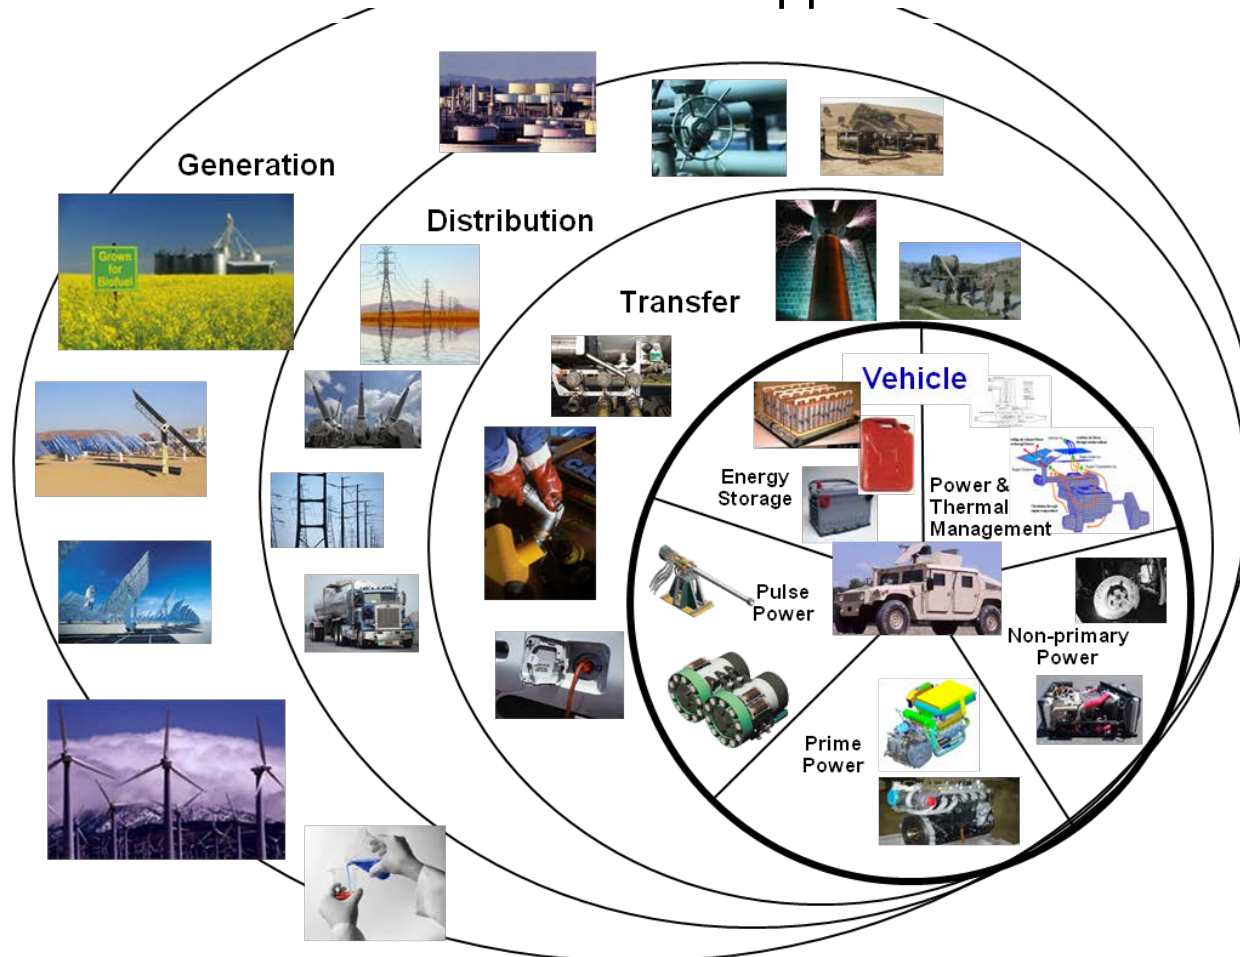 Generation
Grown
for
Biofuel
Distribution
Transfer
Vehicle
Energy
Storage
Power &
Thermal
Management
Pulse
Power
Non-primary
Power
Prime
Power